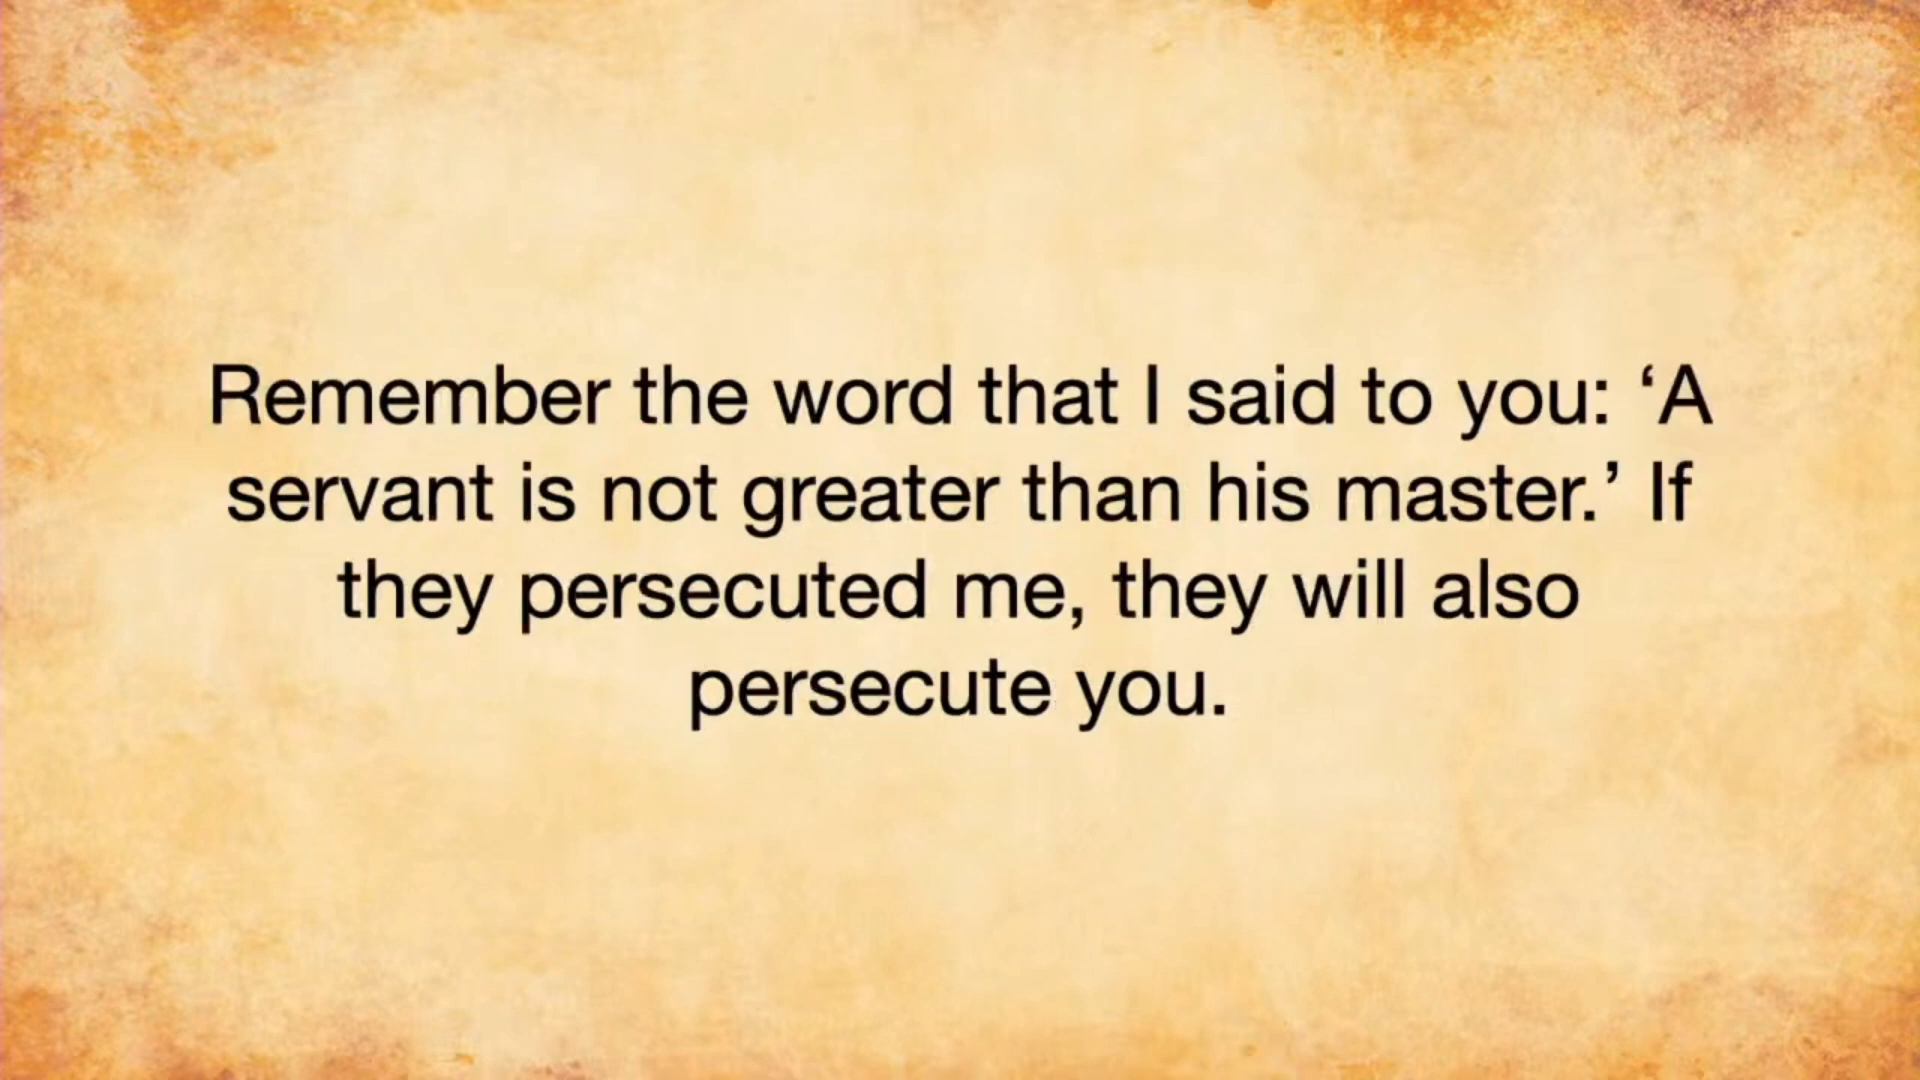 Remember the word that I said to you: ‘A
servant is not greater than his master.’ If
they persecuted me, they will also
persecute you.